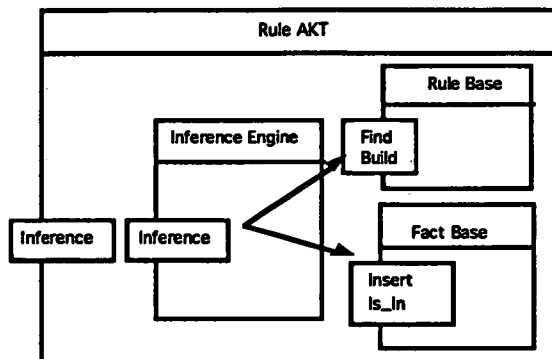 Rule AKT
Rule Base
Inference Engine
Find
Build
Inference
Inference
Fact Base
Insert
Is_In